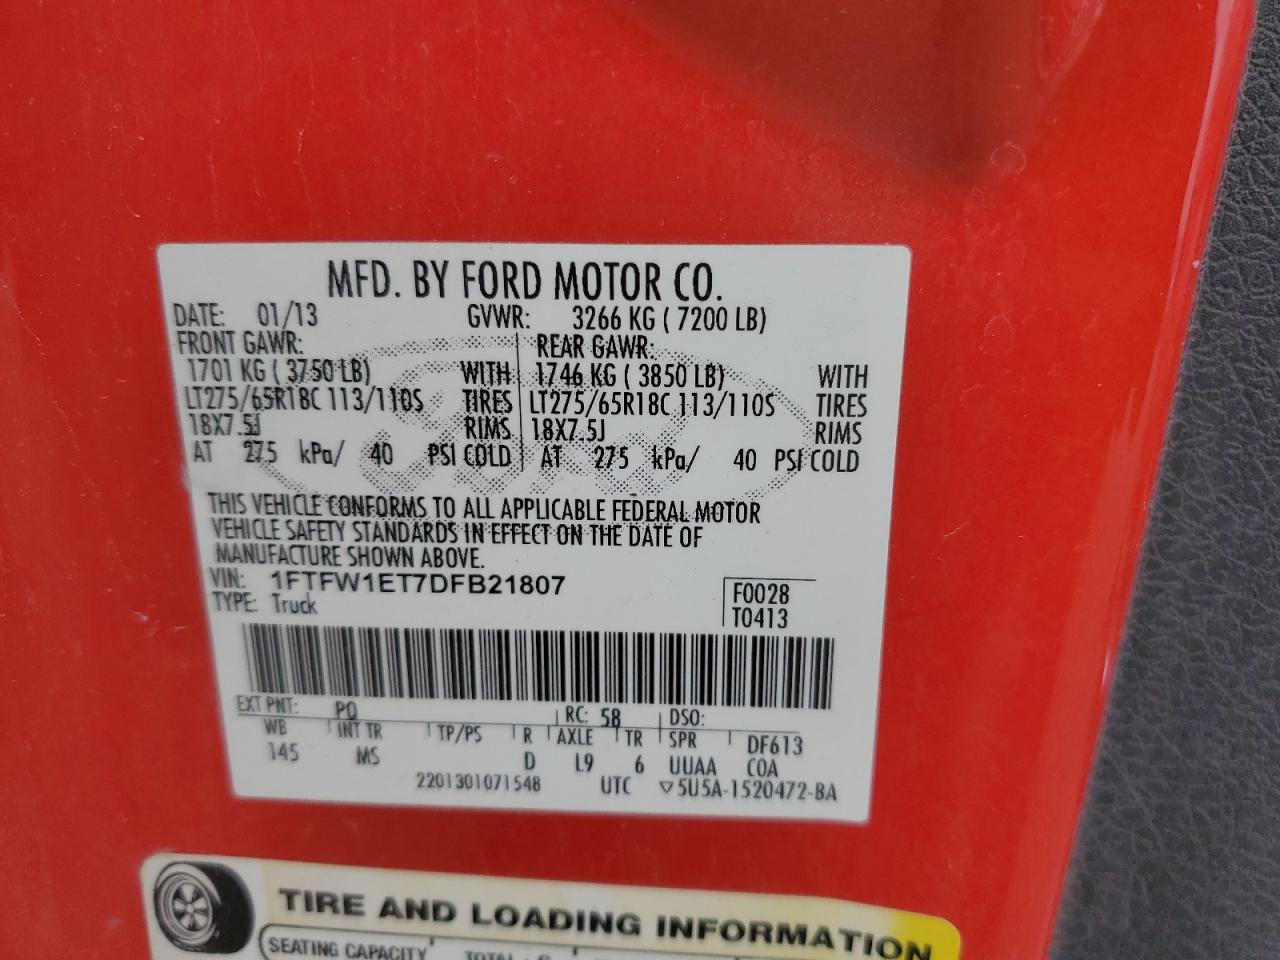 MFD. BY FORD MOTOR CO.
DATE: 01/13 GVWR: 3266 KG ( 7200 LB)
FRONT GAWR: REAR GAWR:
1701 KG ( 3750 LB) WITH 1746 KG ( 3850 LB) WITH
LT275/65R18C 113/110S TIRES LT275/65R18C 113/110S TIRES
18X7.5J RIMS 18X7.5J RIMS
AT 275 kPa/ 40 PSI COLD AT 275 kPa/ 40 PSI COLD
THIS VEHICLE CONFORMS TO ALL APPLICABLE FEDERAL MOTOR
VEHICLE SAFETY STANDARDS IN EFFECT ON THE DATE OF
MANUFACTURE SHOWN ABOVE.
VIN: 1FTFW1ET7DFB21807 F0028
TYPE: Truck T0413
EXT PNT: PQ RC: 58 DSO:
WB INT TR TP/PS R AXLE TR SPR DF613
145 MS D L9 6 UUAA COA
2201301071548 UTC ▽5U5A-1520472-BA
TIRE AND LOADING INFORMATION
SEATING CAPACITY